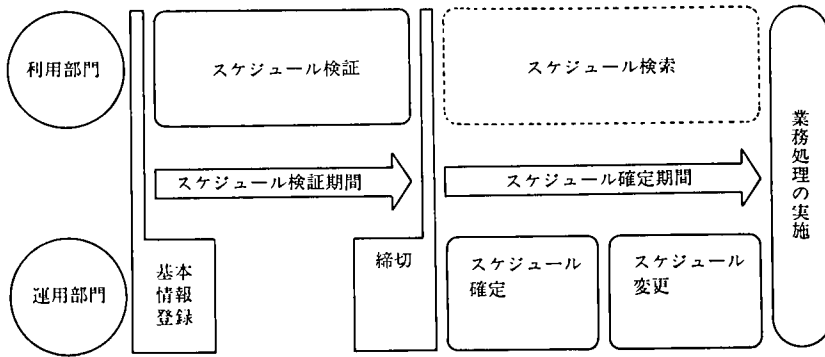 利用部門
スケジュール検証
スケジュール検索
スケジュール検証期間
スケジュール確定期間
業務処理の実施
運用部門
基本
情報
登録
締切
スケジュール
確定
スケジュール
変更